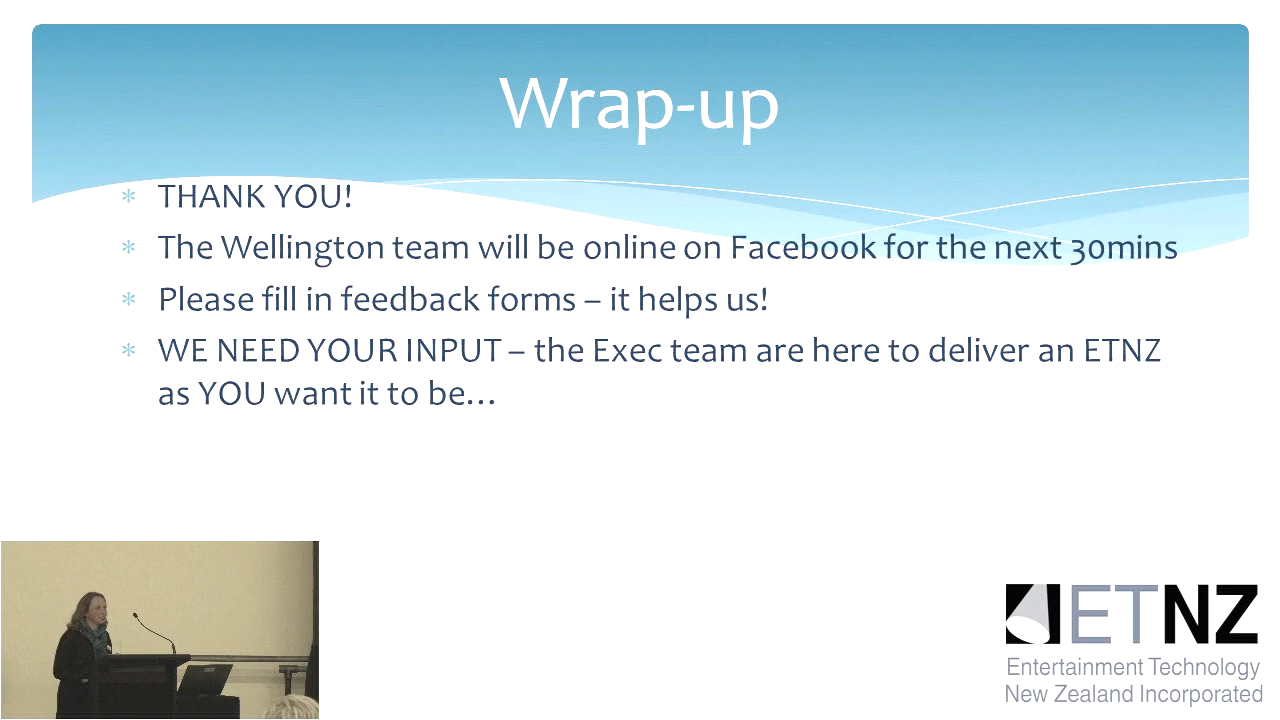 Wrap-up
* THANK YOU!
* The Wellington team will be online on Facebook for the next 30mins
* Please fill in feedback forms – it helps us!
* WE NEED YOUR INPUT – the Exec team are here to deliver an ETNZ
as YOU want it to be…
ETNZ
Entertainment Technology
New Zealand Incorporated